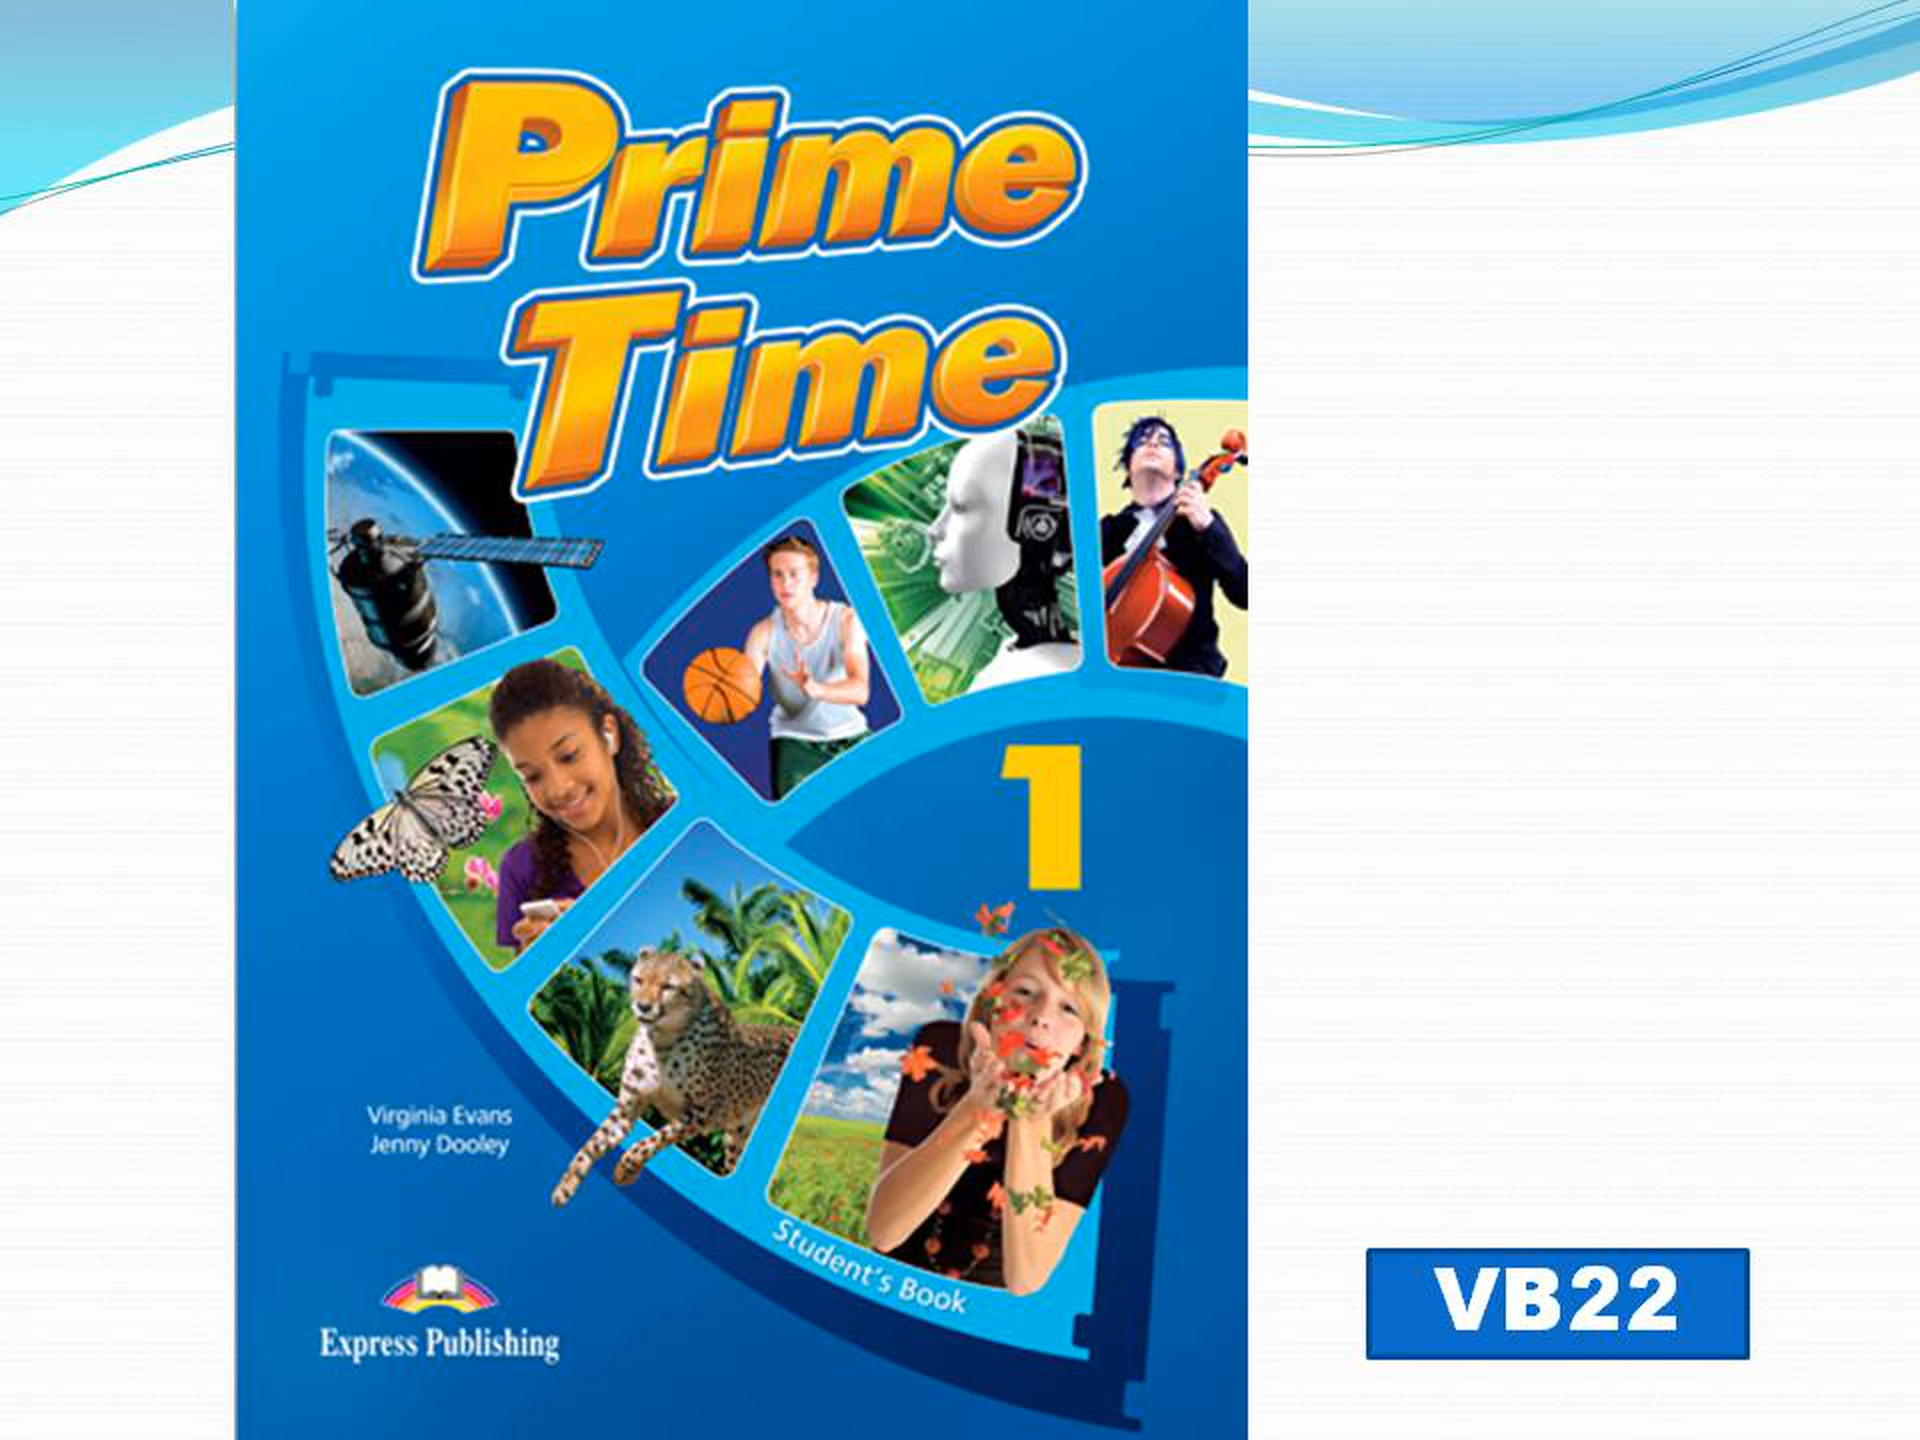 Prime
Time
1
Virginia Evans
Jenny Dooley
Student's Book
Express Publishing
VB22